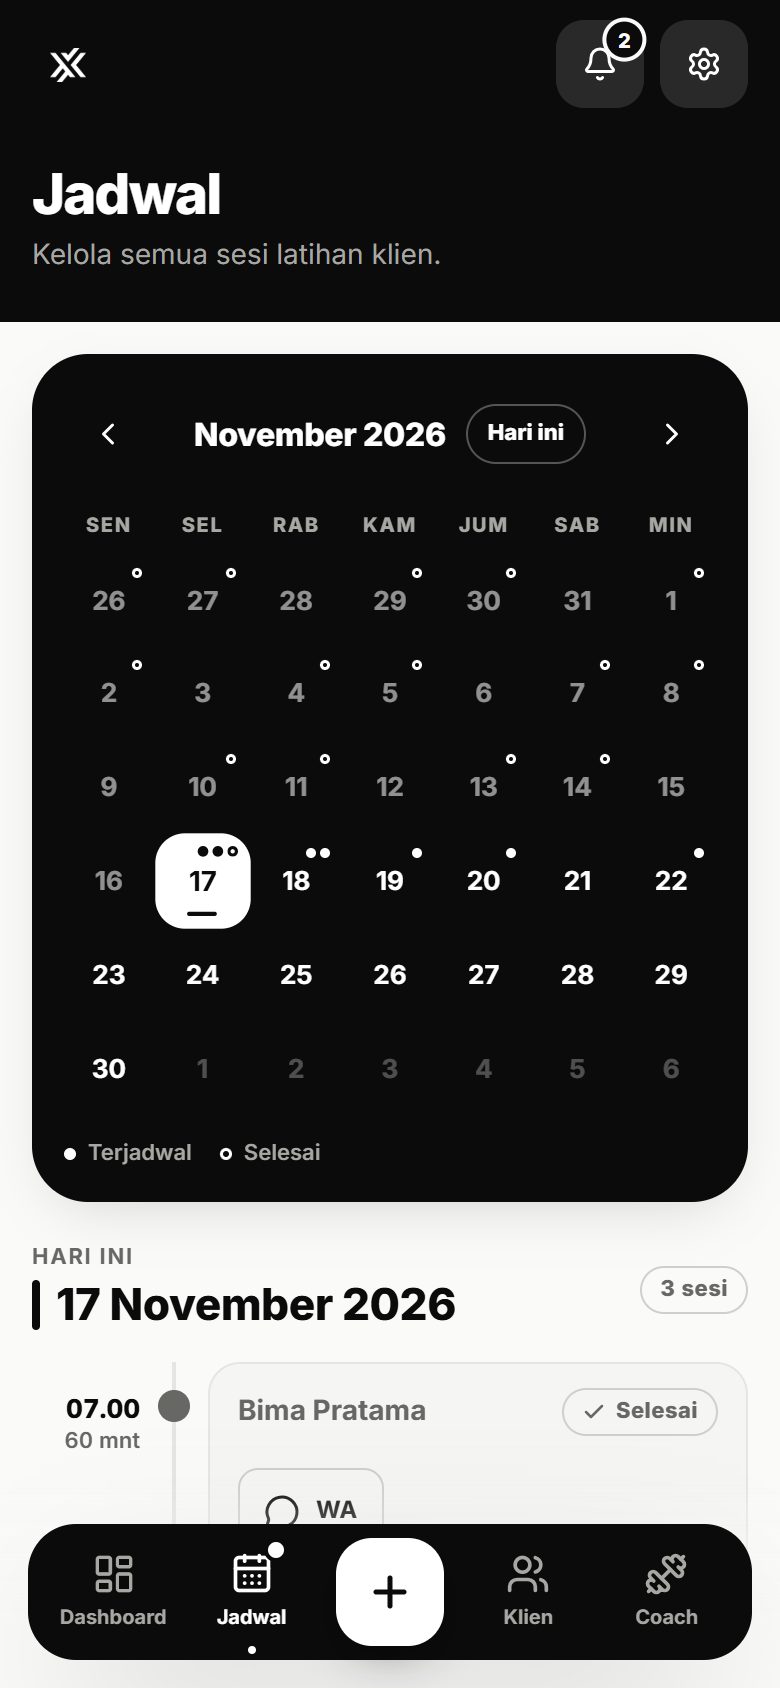 2
Jadwal
Kelola semua sesi latihan klien.
November 2026 Hari ini
SEN SEL RAB KAM JUM SAB MIN
26 27 28 29 30 31 1
2 3 4 5 6 7 8
9 10 11 12 13 14 15
16 17 18 19 20 21 22
23 24 25 26 27 28 29
30 1 2 3 4 5 6
Terjadwal Selesai
HARI INI
17 November 2026
3 sesi
07.00
60 mnt
Bima Pratama
Selesai
WA
Dashboard Jadwal Klien Coach